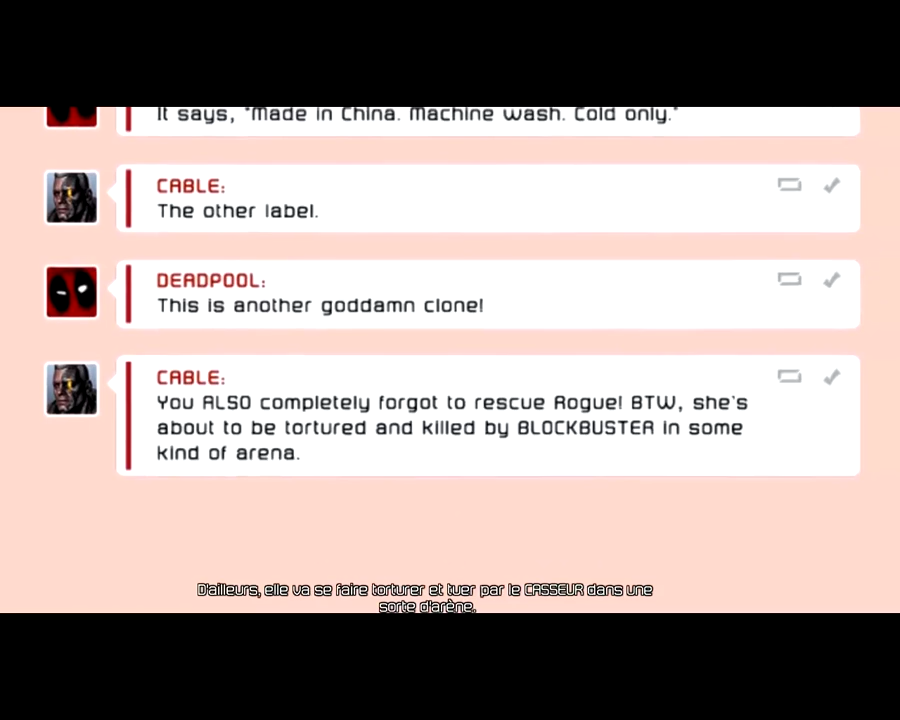 It says, "Made in China. Machine wash. Cold only."
CABLE:
The other label.
DEADPOOL:
This is another goddamn clone!
CABLE:
You ALSO completely forgot to rescue Rogue! BTW, she's
about to be tortured and killed by BLOCKBUSTER in some
kind of arena.
D'ailleurs, elle va se faire torturer et tuer par le CASSEUR dans une
sorte d'arène.